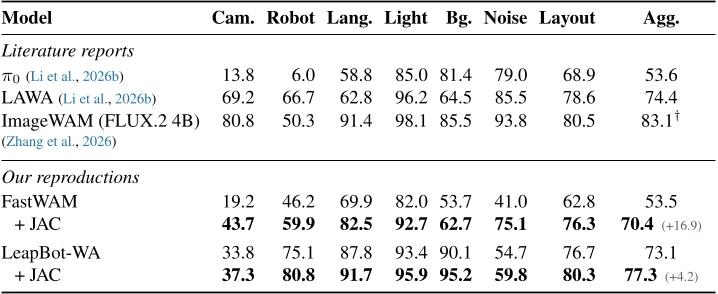 Model Cam. Robot Lang. Light Bg. Noise Layout Agg.
Literature reports
π0 (Li et al., 2026b) 13.8 6.0 58.8 85.0 81.4 79.0 68.9 53.6
LAWA (Li et al., 2026b) 69.2 66.7 62.8 96.2 64.5 85.5 78.6 74.4
ImageWAM (FLUX.2 4B) 80.8 50.3 91.4 98.1 85.5 93.8 80.5 83.1†
(Zhang et al., 2026)
Our reproductions
FastWAM 19.2 46.2 69.9 82.0 53.7 41.0 62.8 53.5
+ JAC 43.7 59.9 82.5 92.7 62.7 75.1 76.3 70.4 (+16.9)
LeapBot-WA 33.8 75.1 87.8 93.4 90.1 54.7 76.7 73.1
+ JAC 37.3 80.8 91.7 95.9 95.2 59.8 80.3 77.3 (+4.2)